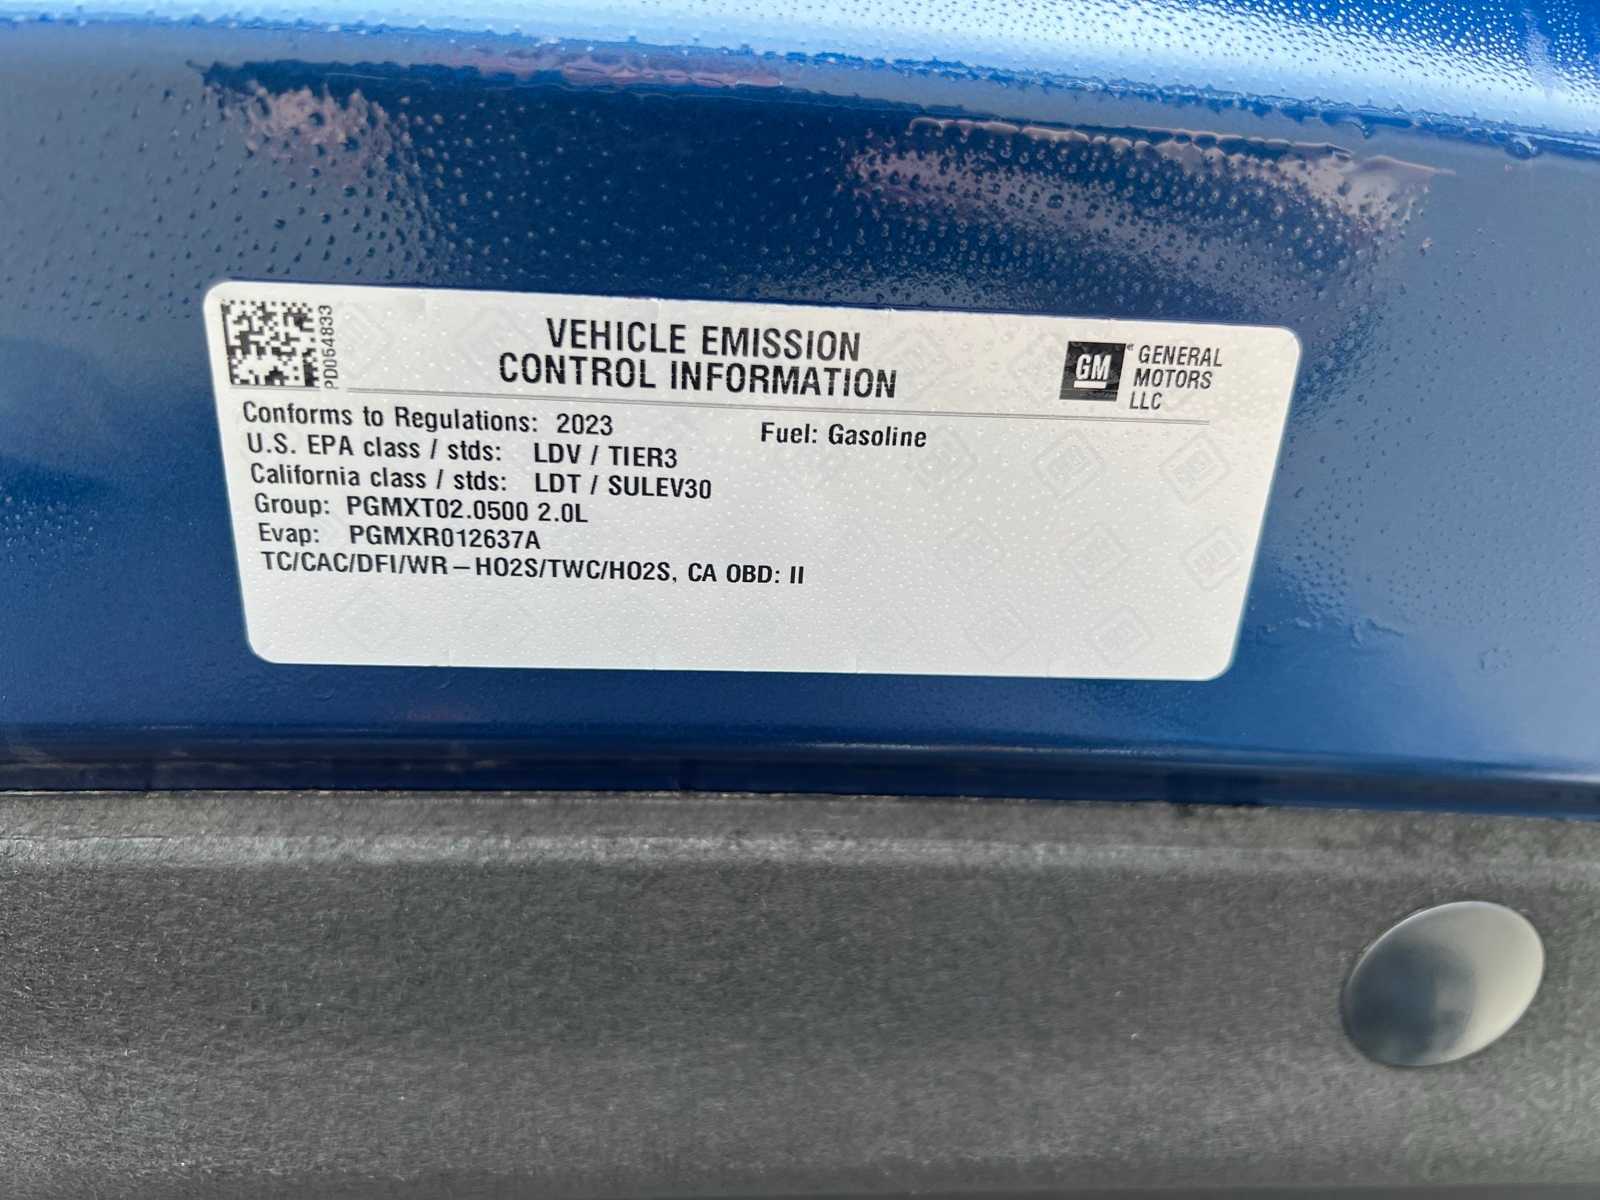 PD054833
VEHICLE EMISSION
CONTROL INFORMATION
GM
GENERAL
MOTORS
LLC
Conforms to Regulations: 2023
Fuel: Gasoline
U.S. EPA class / stds: LDV / TIER3
California class / stds: LDT / SULEV30
Group: PGMXT02.0500 2.0L
Evap: PGMXR012637A
TC/CAC/DFI/WR–HO2S/TWC/HO2S, CA OBD: II